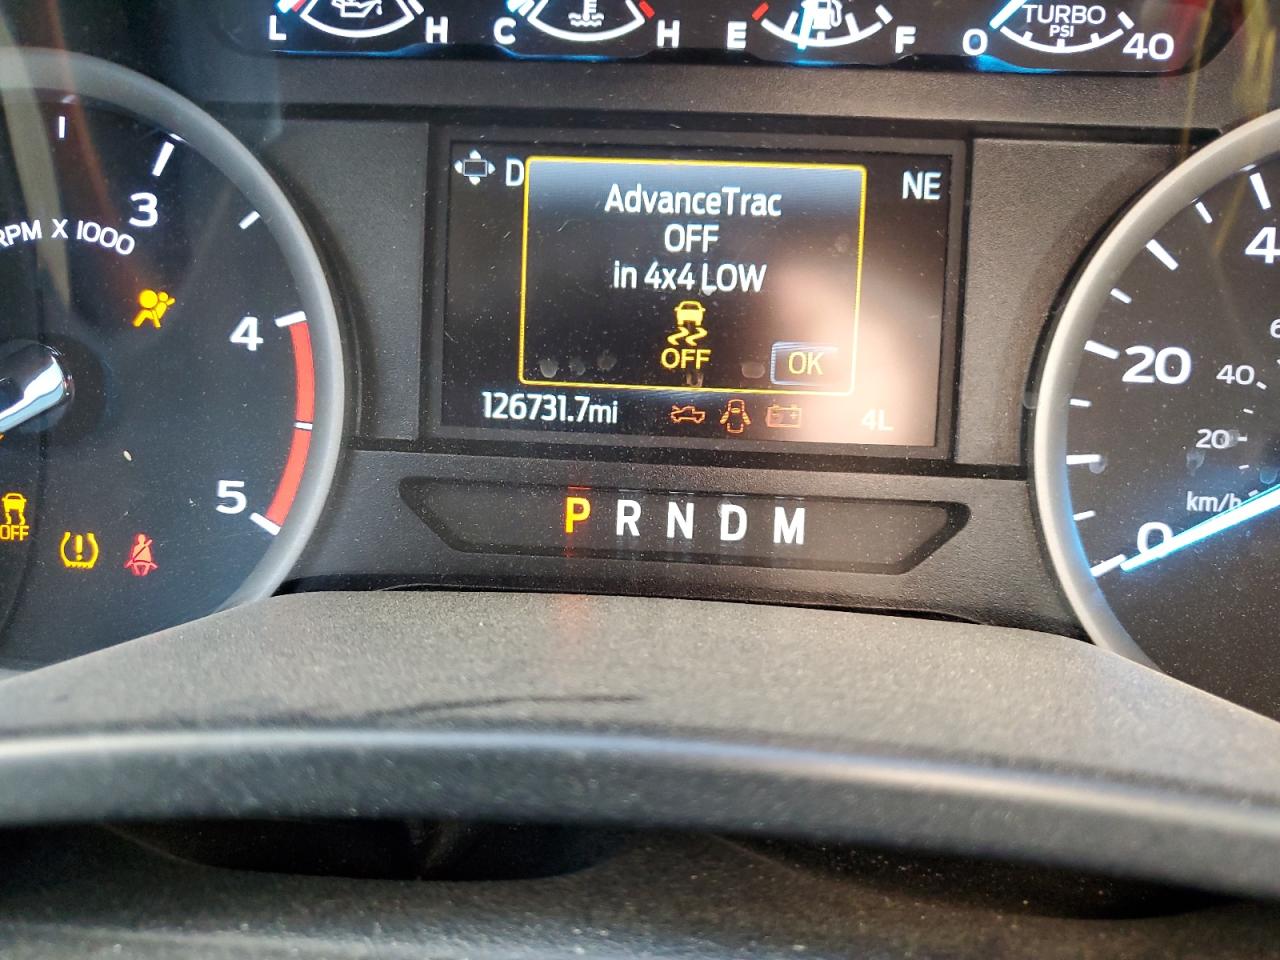 L H C H E F 0 TURBO PSI 40
3
RPM X 1000
4
5
OFF
D
NE
AdvanceTrac
OFF
in 4x4 LOW
OFF
OK
126731.7mi
4L
P R N D M
4
20
40
20
km/h
0